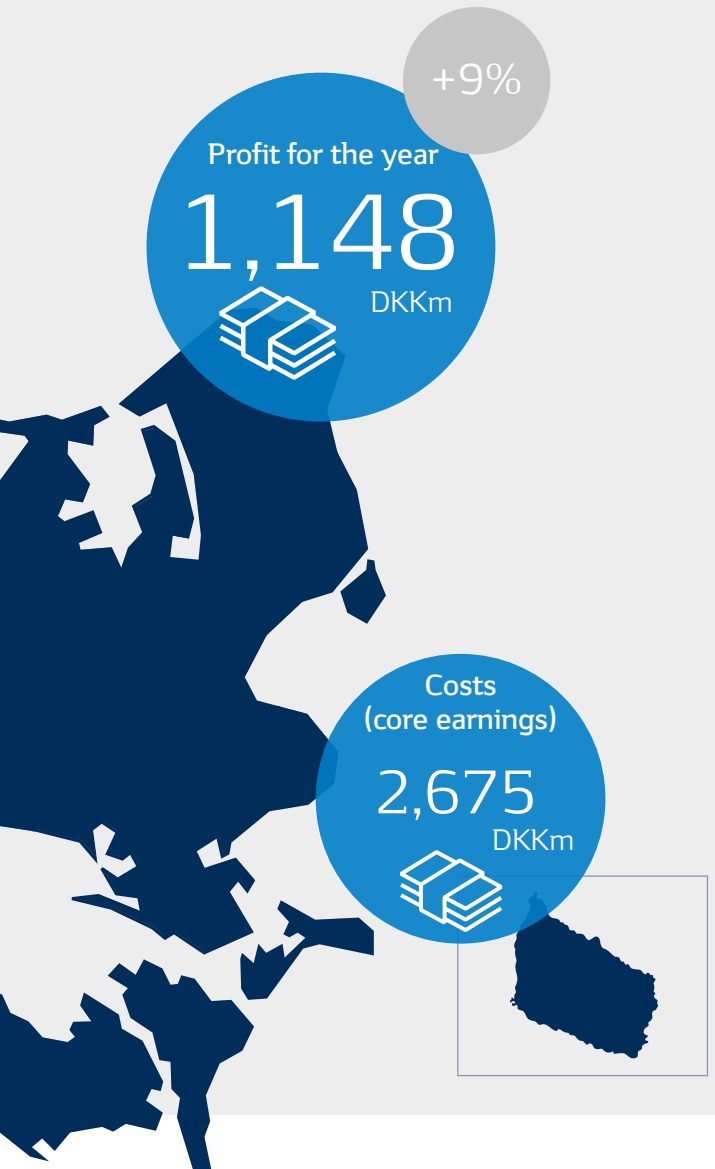 +9%
Profit for the year
1,148
DKKm
Costs
(core earnings)
2,675
DKKm